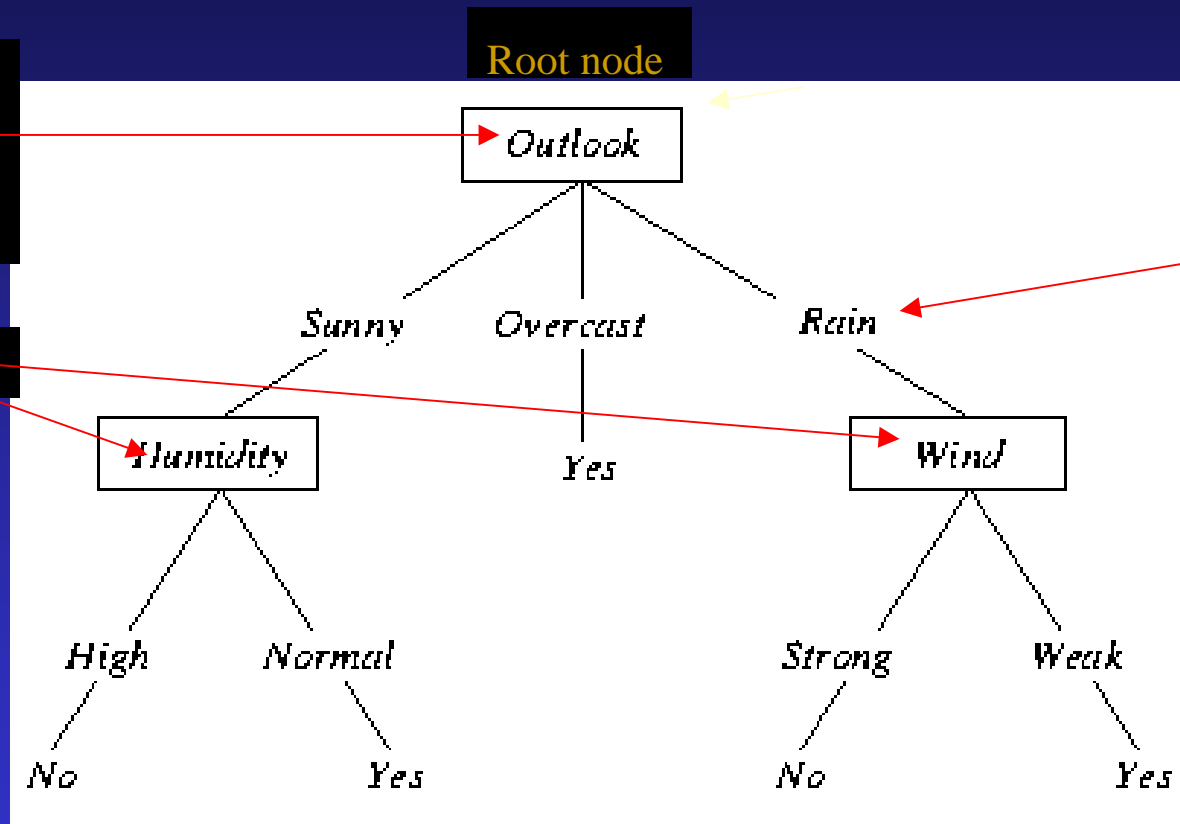 Root node
Outlook
Sunny Overcast Rain
Humidity Yes Wind
High Normal Strong Weak
No Yes No Yes